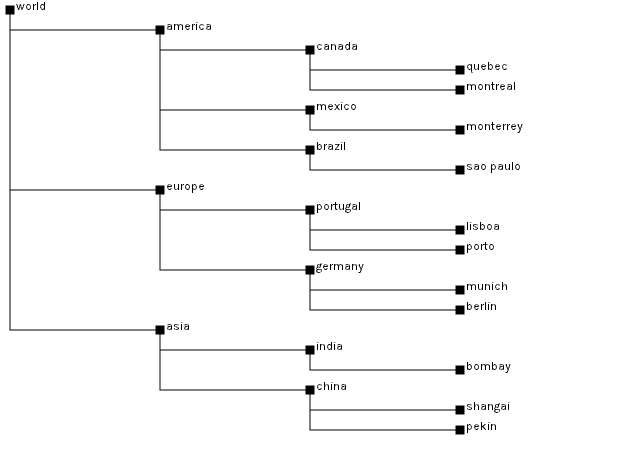 world
america
canada
quebec
montreal
mexico
monterrey
brazil
sao paulo
europe
portugal
lisboa
porto
germany
munich
berlin
asia
india
bombay
china
shangai
pekin